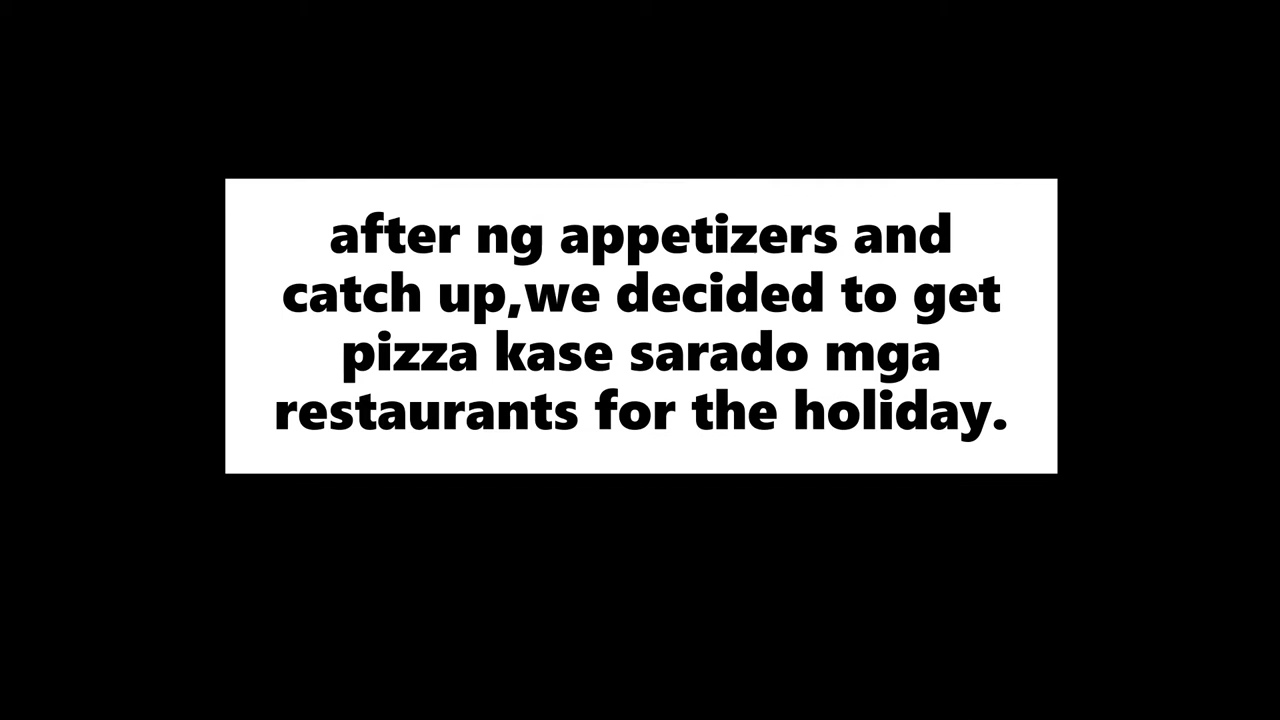 after ng appetizers and
catch up,we decided to get
pizza kase sarado mga
restaurants for the holiday.